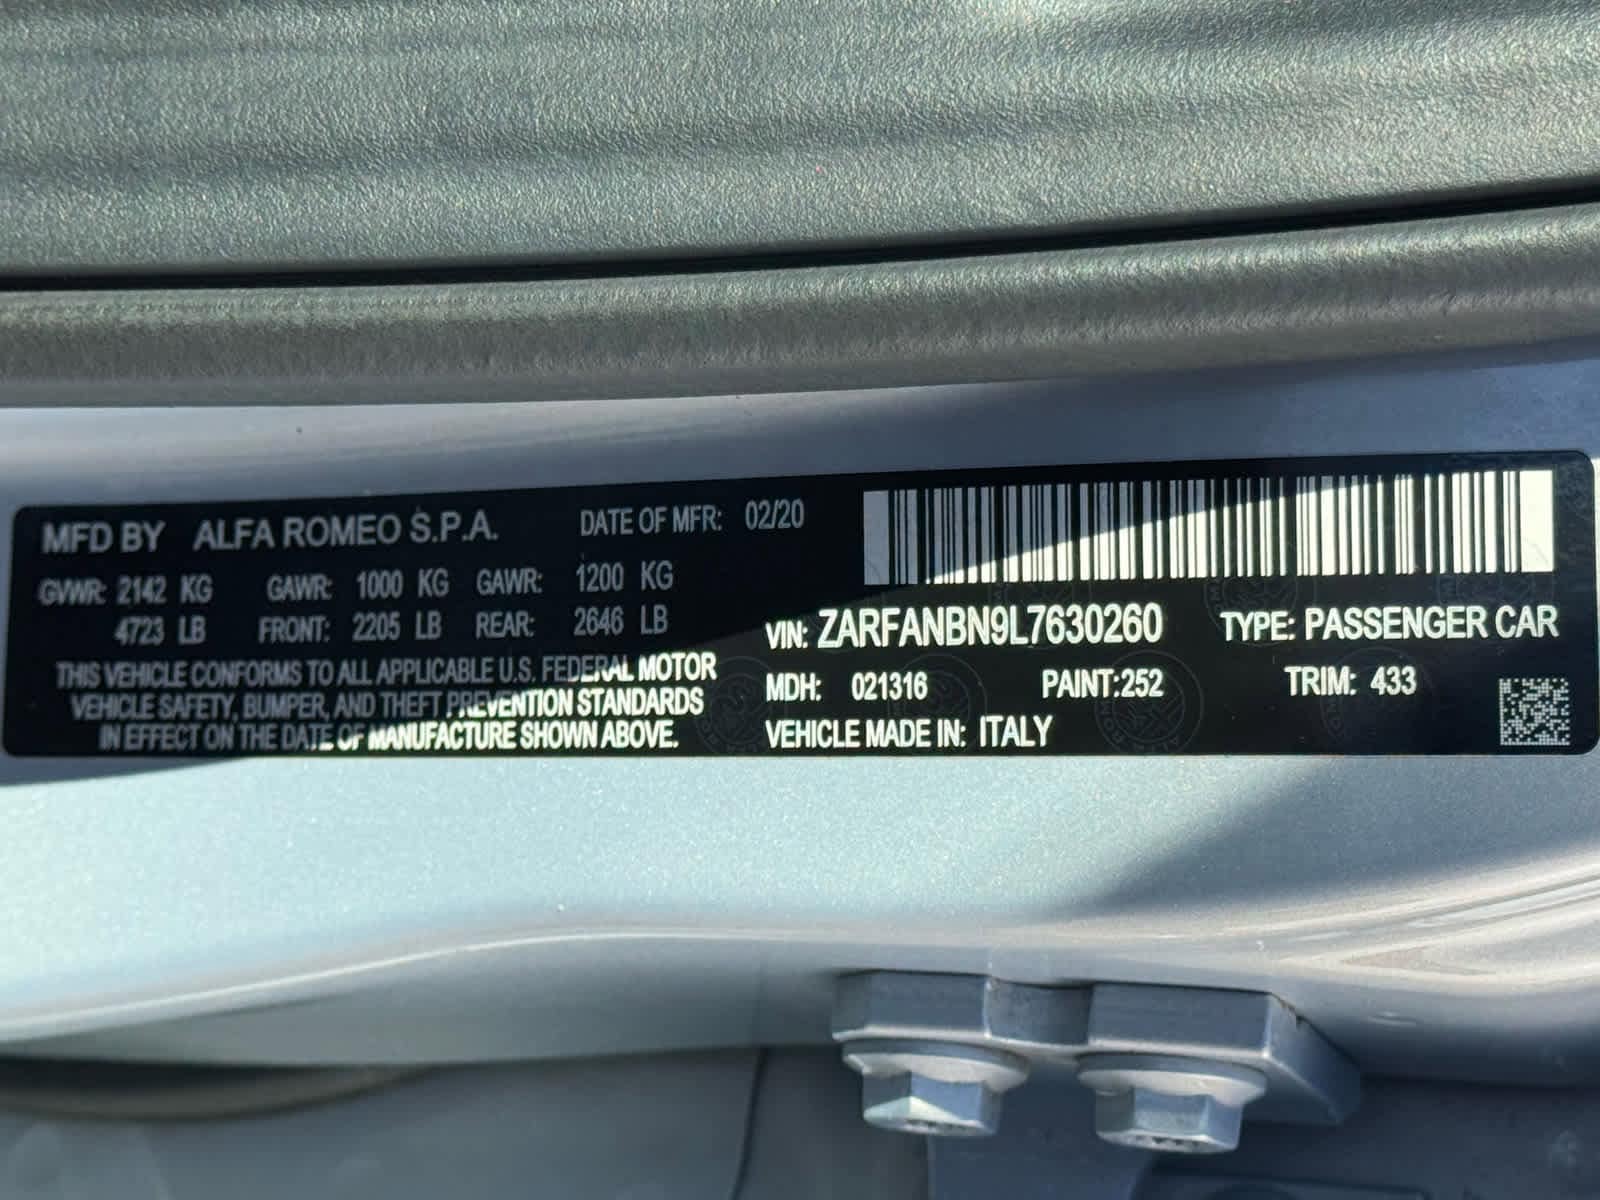 MFD BY ALFA ROMEO S.P.A. DATE OF MFR: 02/20
GVWR: 2142 KG GAWR: 1000 KG GAWR: 1200 KG
4723 LB FRONT: 2205 LB REAR: 2646 LB
THIS VEHICLE CONFORMS TO ALL APPLICABLE U.S. FEDERAL MOTOR
VEHICLE SAFETY, BUMPER, AND THEFT PREVENTION STANDARDS
IN EFFECT ON THE DATE OF MANUFACTURE SHOWN ABOVE.
VIN: ZARFANBN9L7630260 TYPE: PASSENGER CAR
MDH: 021316 PAINT:252 TRIM: 433
VEHICLE MADE IN: ITALY